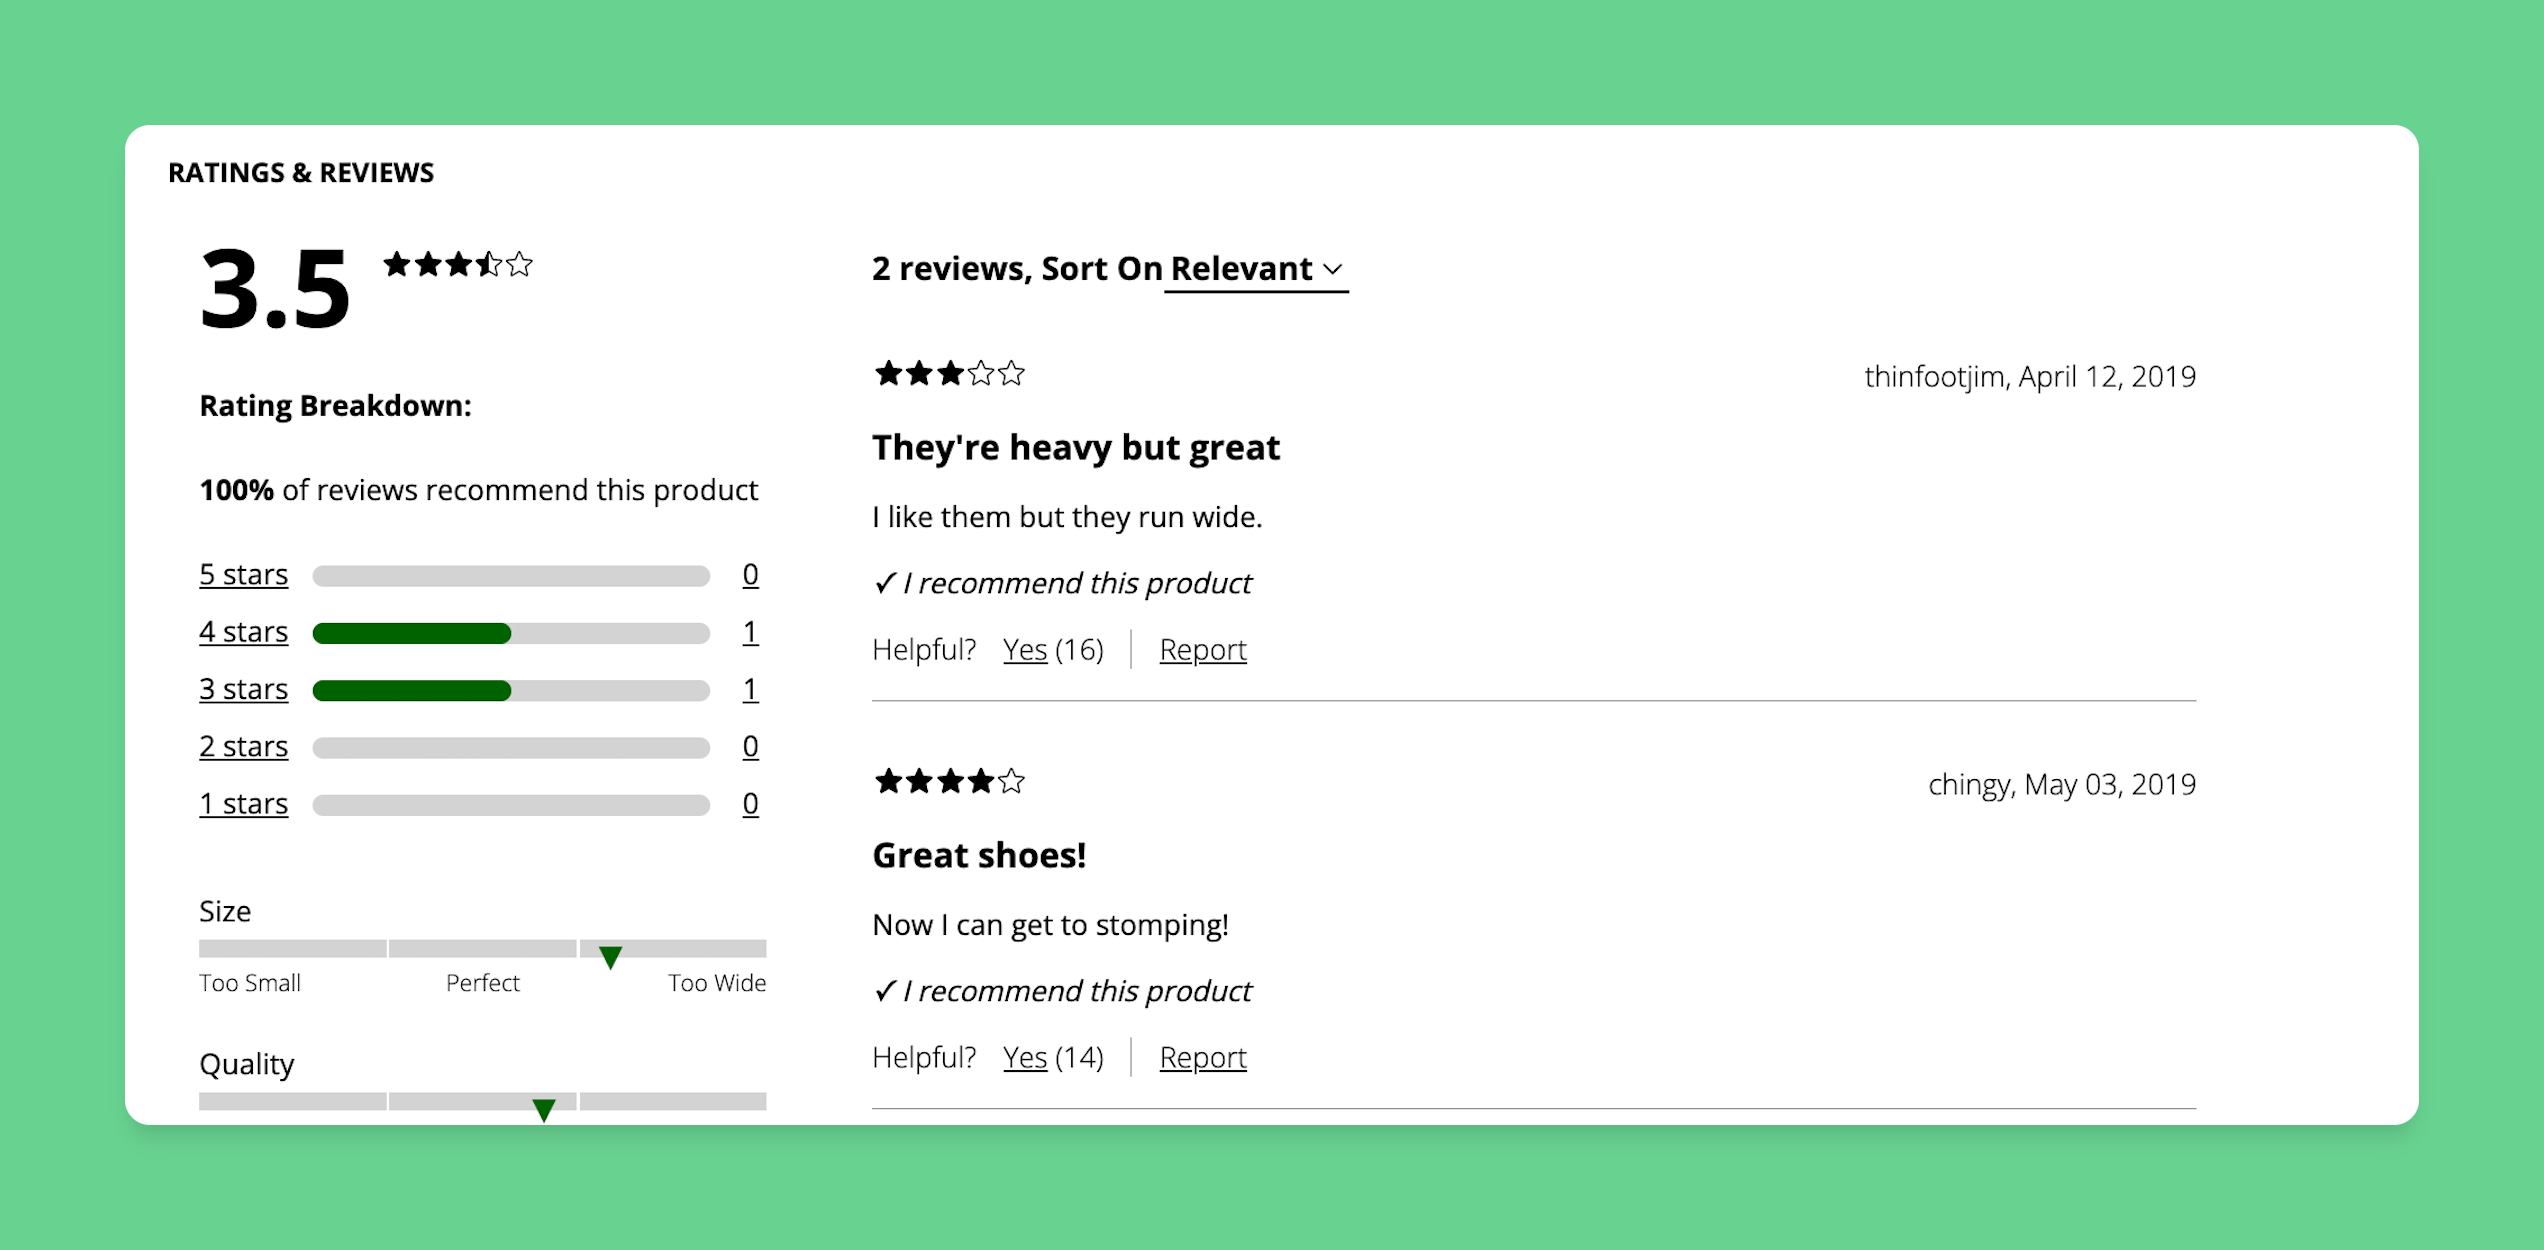 RATINGS & REVIEWS
3.5
Rating Breakdown:
100% of reviews recommend this product
5 stars 0
4 stars 1
3 stars 1
2 stars 0
1 stars 0
Size
Too Small Perfect Too Wide
Quality
2 reviews, Sort On Relevant
thinfootjim, April 12, 2019
They're heavy but great
I like them but they run wide.
✓ I recommend this product
Helpful? Yes (16) Report
chingy, May 03, 2019
Great shoes!
Now I can get to stomping!
✓ I recommend this product
Helpful? Yes (14) Report